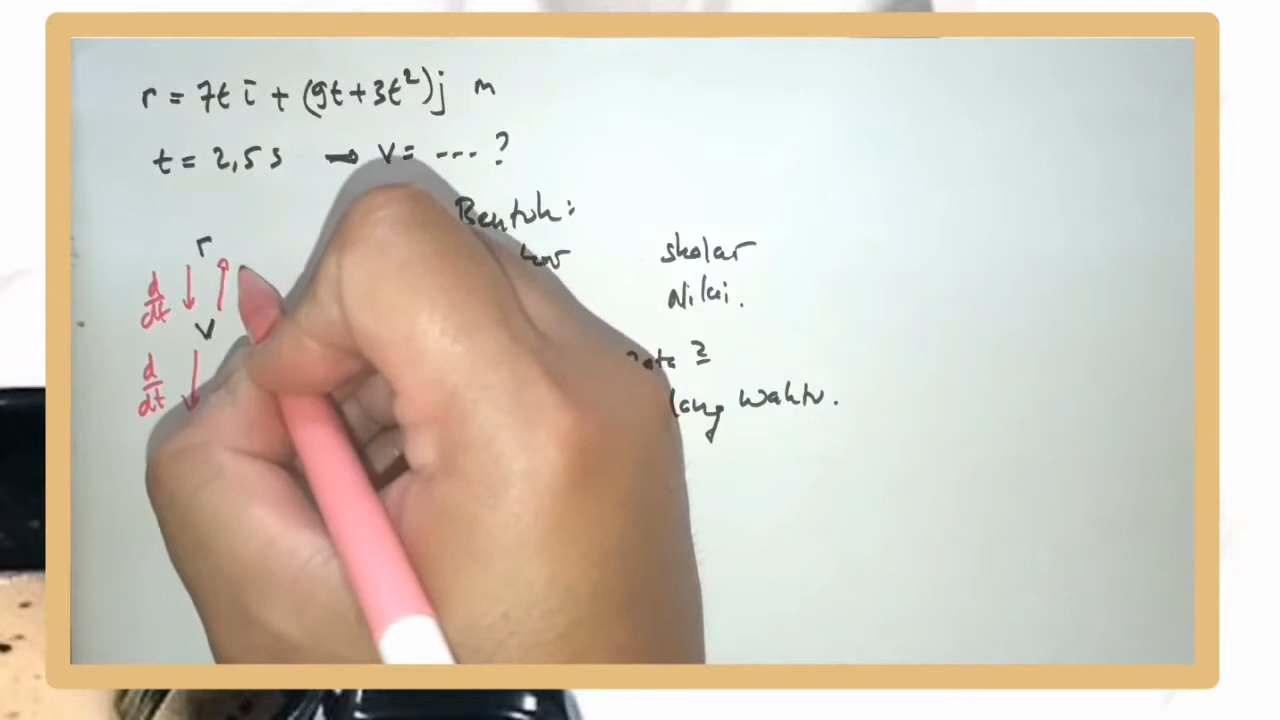 r = 7t i + (9t+3t²)j m
t = 2,5 s → v = ---- ?
Bentuk:
skalar
Nilai.
r
d/dt
v
d/dt
lang waktu.